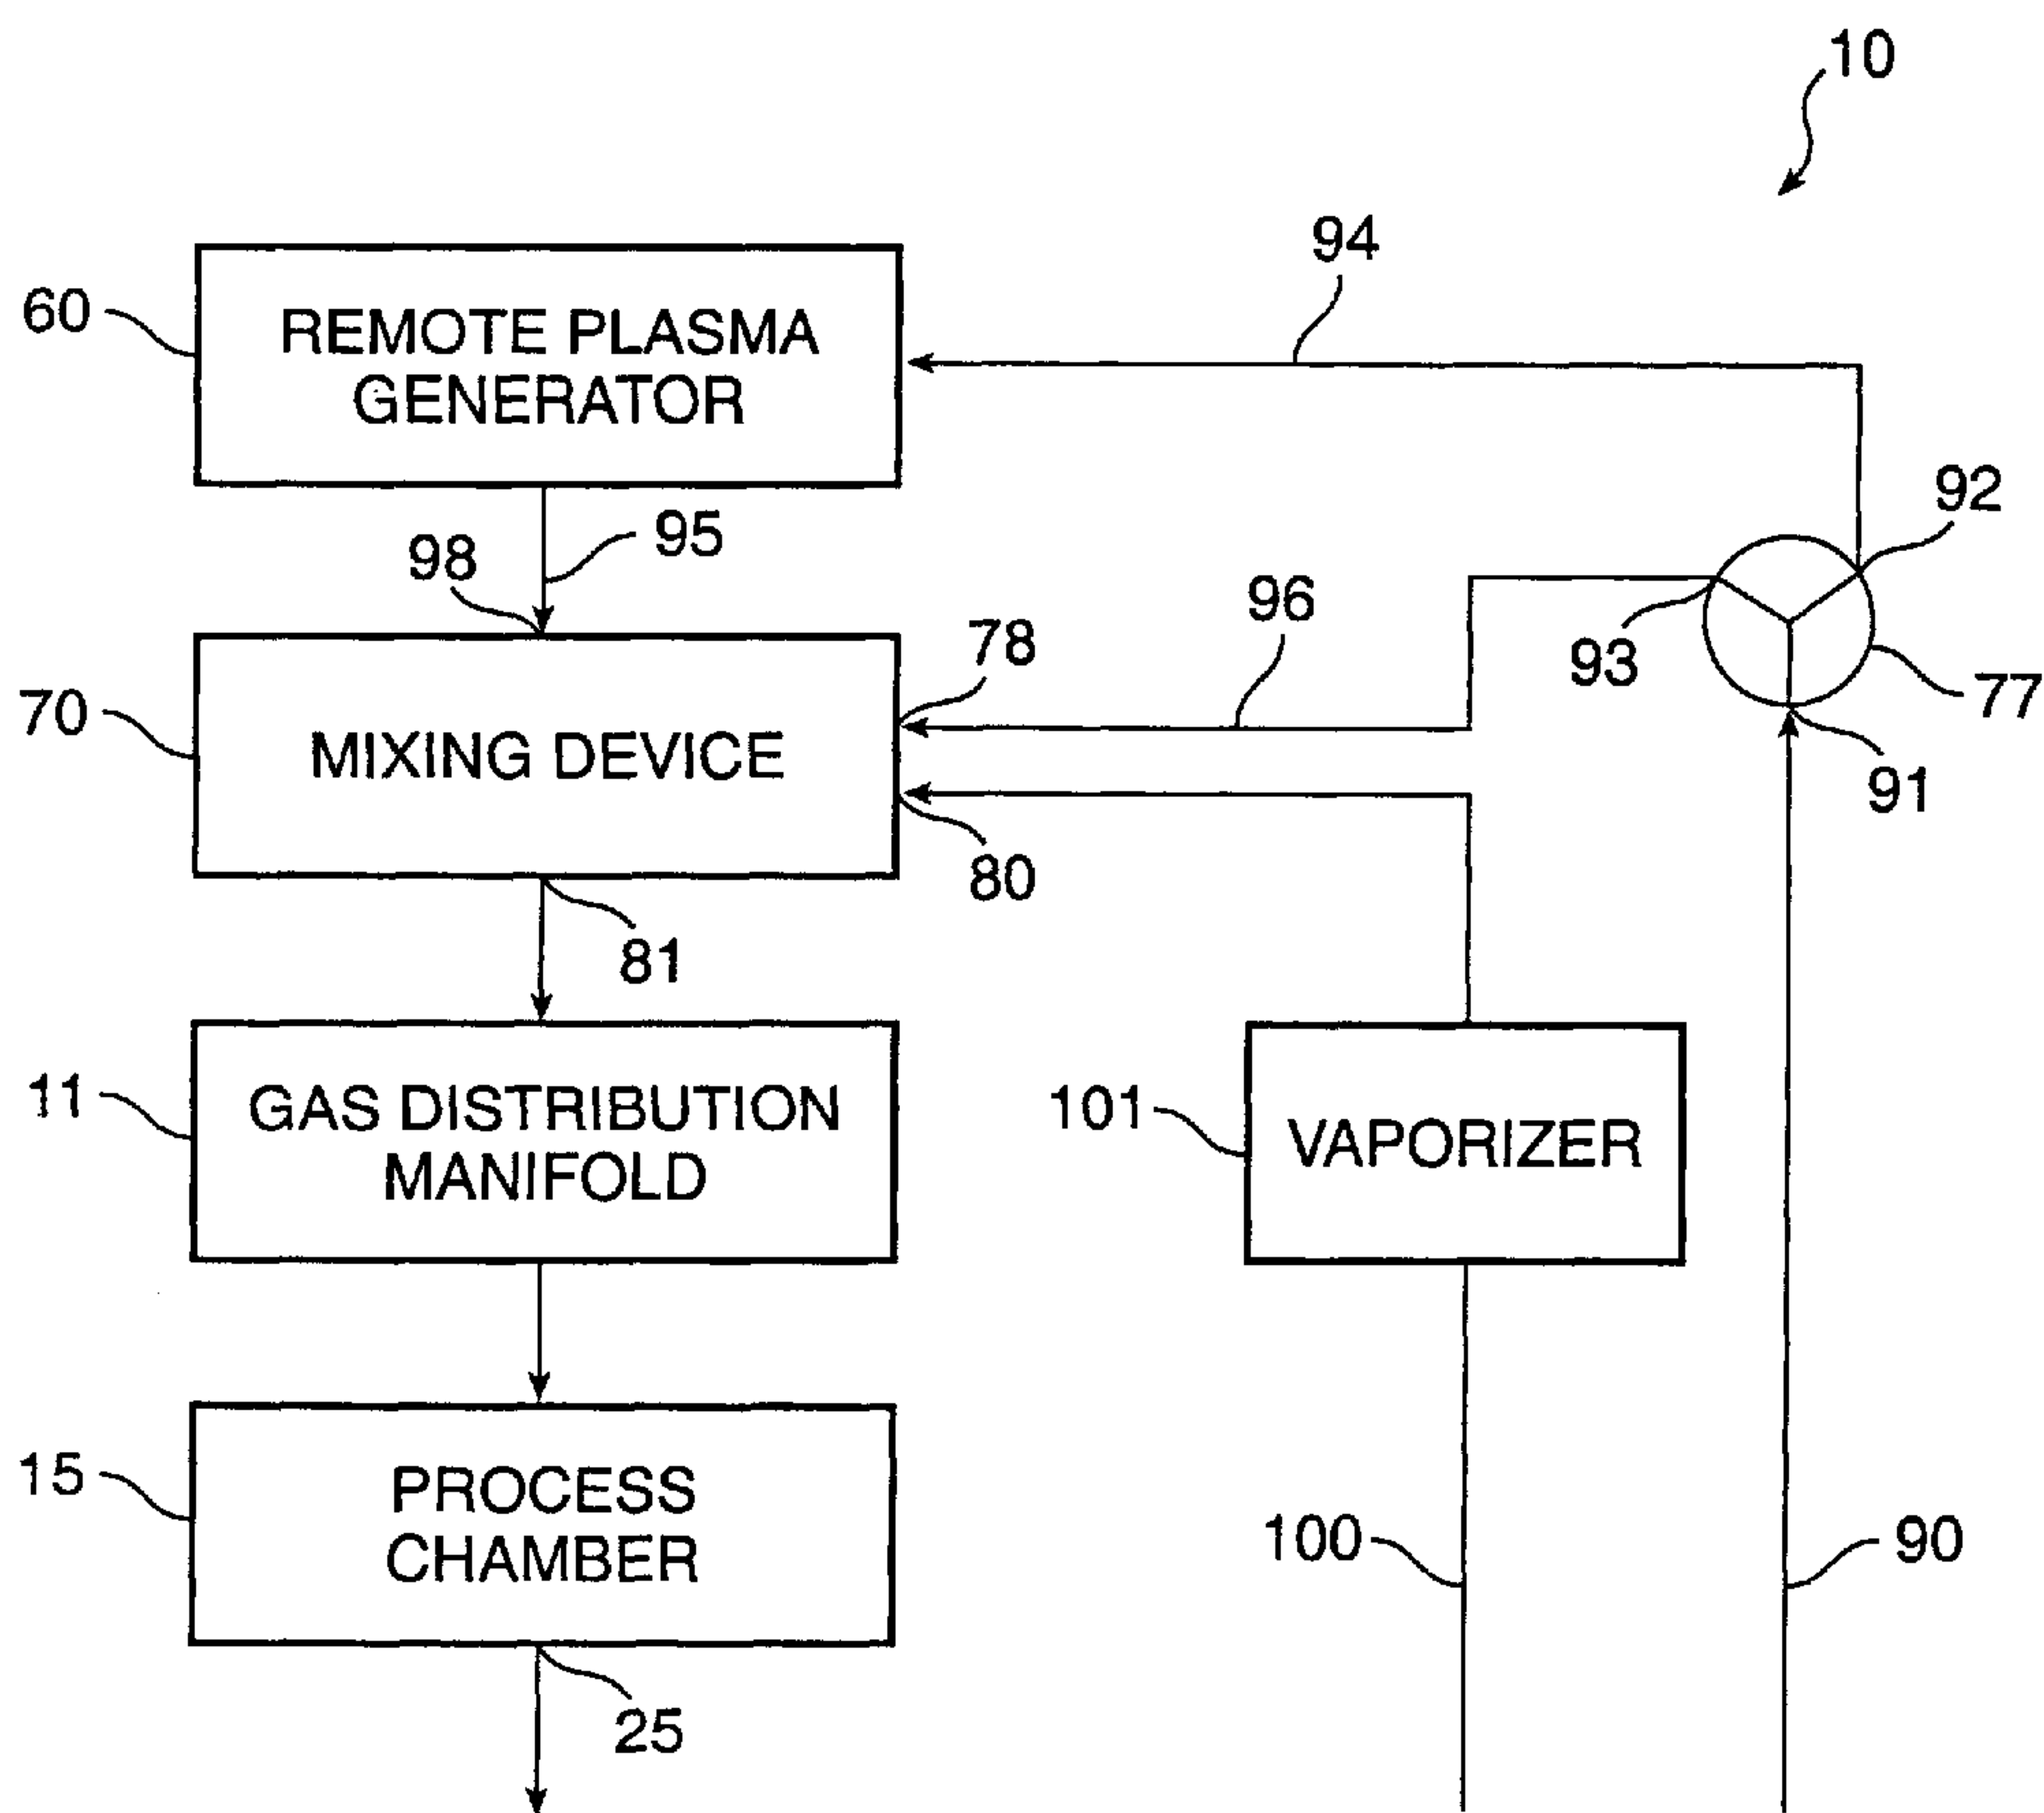 10
94
60
REMOTE PLASMA
GENERATOR
92
98
95
96
78
93
77
70
MIXING DEVICE
91
80
81
11
GAS DISTRIBUTION
MANIFOLD
101
VAPORIZER
15
PROCESS
CHAMBER
100
90
25